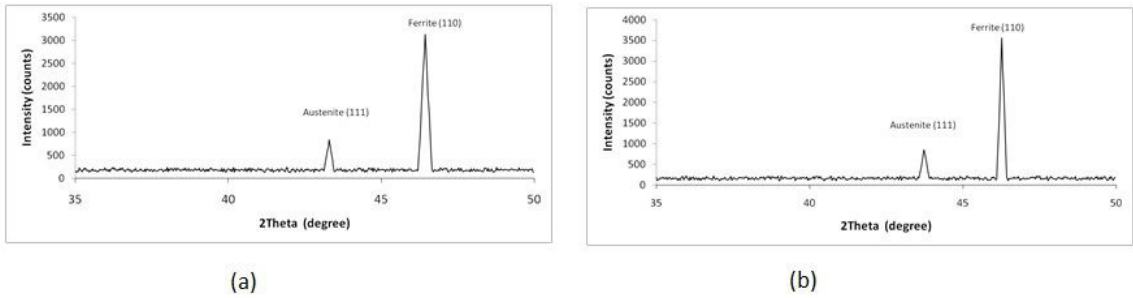 3500
3000
2500
2000
1500
1000
500
0
Intensity (counts)
Ferrite (110)
Austenite (111)
35
40
45
50
2Theta (degree)
(a)
4000
3500
3000
2500
2000
1500
1000
500
0
Intensity (counts)
Ferrite (110)
Austenite (111)
35
40
45
50
2Theta (degree)
(b)